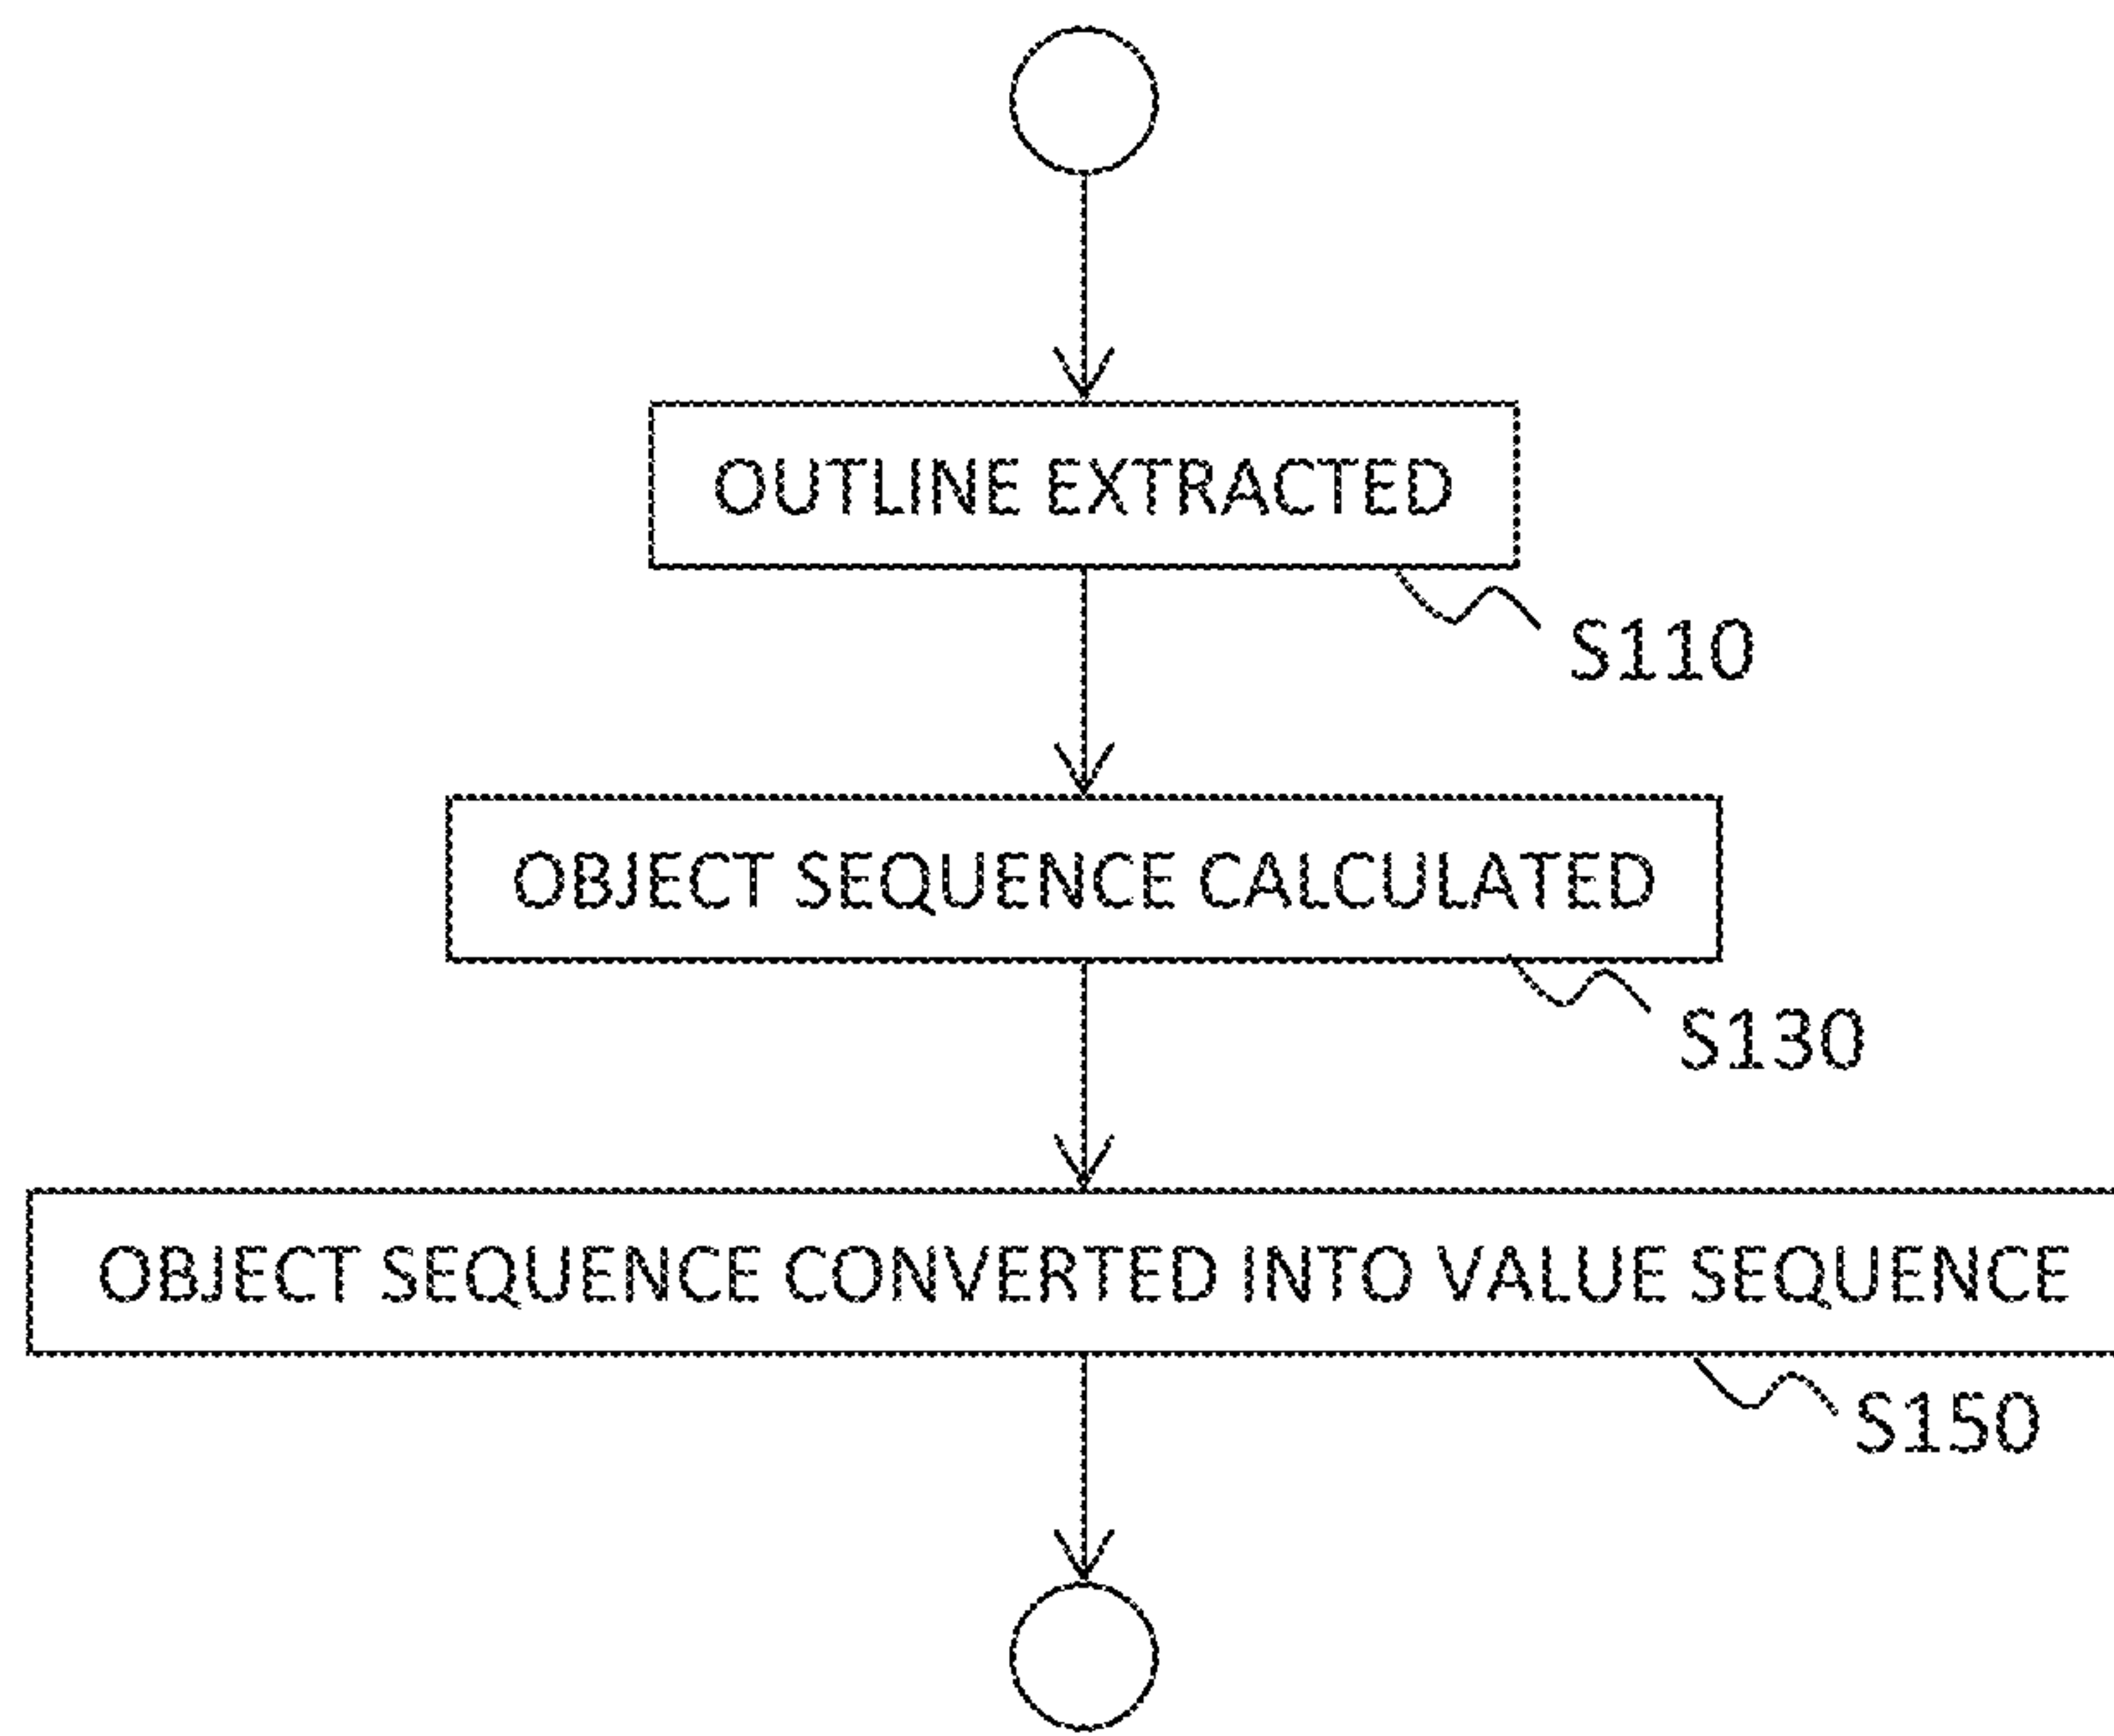 OUTLINE EXTRACTED
S110
OBJECT SEQUENCE CALCULATED
S130
OBJECT SEQUENCE CONVERTED INTO VALUE SEQUENCE
S150